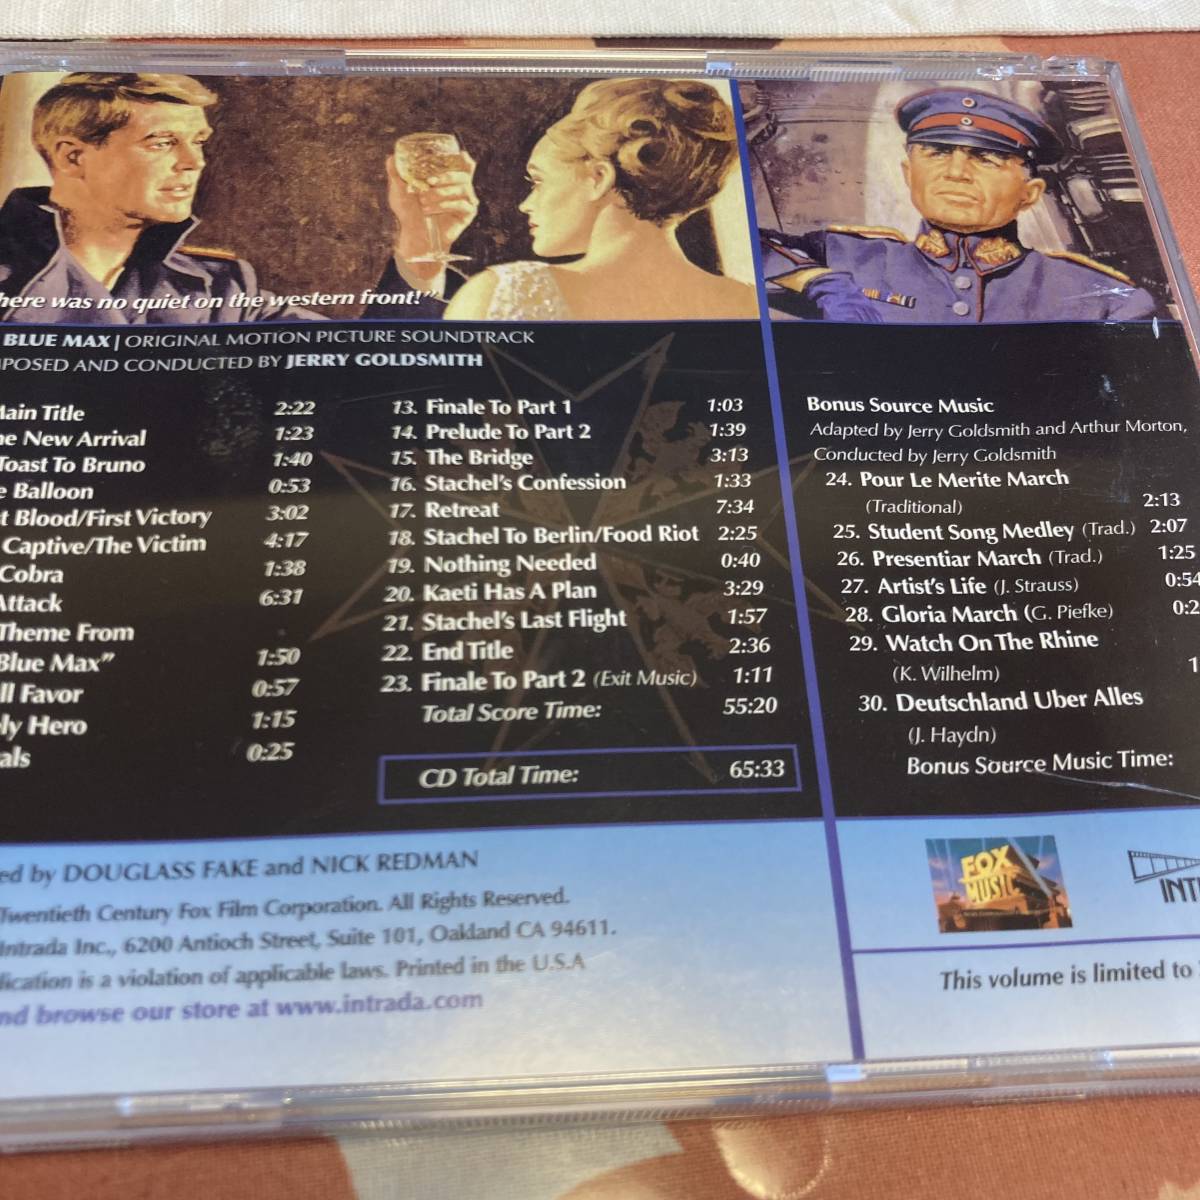 here was no quiet on the western front!"
BLUE MAX | ORIGINAL MOTION PICTURE SOUNDTRACK
POSED AND CONDUCTED BY JERRY GOLDSMITH
Main Title 2:22
New Arrival 1:23
Toast To Bruno 1:40
Balloon 0:53
t Blood/First Victory 3:02
Captive/The Victim 4:17
Cobra 1:38
Attack 6:31
Theme From
Blue Max" 1:50
ll Favor 0:57
ly Hero 1:15
als 0:25
13. Finale To Part 1 1:03
14. Prelude To Part 2 1:39
15. The Bridge 3:13
16. Stachel's Confession 1:33
17. Retreat 7:34
18. Stachel To Berlin/Food Riot 2:25
19. Nothing Needed 0:40
20. Kaeti Has A Plan 3:29
21. Stachel's Last Flight 1:57
22. End Title 2:36
23. Finale To Part 2 (Exit Music) 1:11
Total Score Time: 55:20
CD Total Time: 65:33
Bonus Source Music
Adapted by Jerry Goldsmith and Arthur Morton,
Conducted by Jerry Goldsmith
24. Pour Le Merite March
(Traditional) 2:13
25. Student Song Medley (Trad.) 2:07
26. Presentiar March (Trad.) 1:25
27. Artist's Life (J. Strauss) 0:54
28. Gloria March (G. Piefke) 0:2
29. Watch On The Rhine
(K. Wilhelm) 1
30. Deutschland Uber Alles
(J. Haydn)
Bonus Source Music Time:
ed by DOUGLASS FAKE and NICK REDMAN
Twentieth Century Fox Film Corporation. All Rights Reserved.
Intrada Inc., 6200 Antioch Street, Suite 101, Oakland CA 94611.
lication is a violation of applicable laws. Printed in the U.S.A
nd browse our store at www.intrada.com
FOX
MUSIC
INT
This volume is limited to